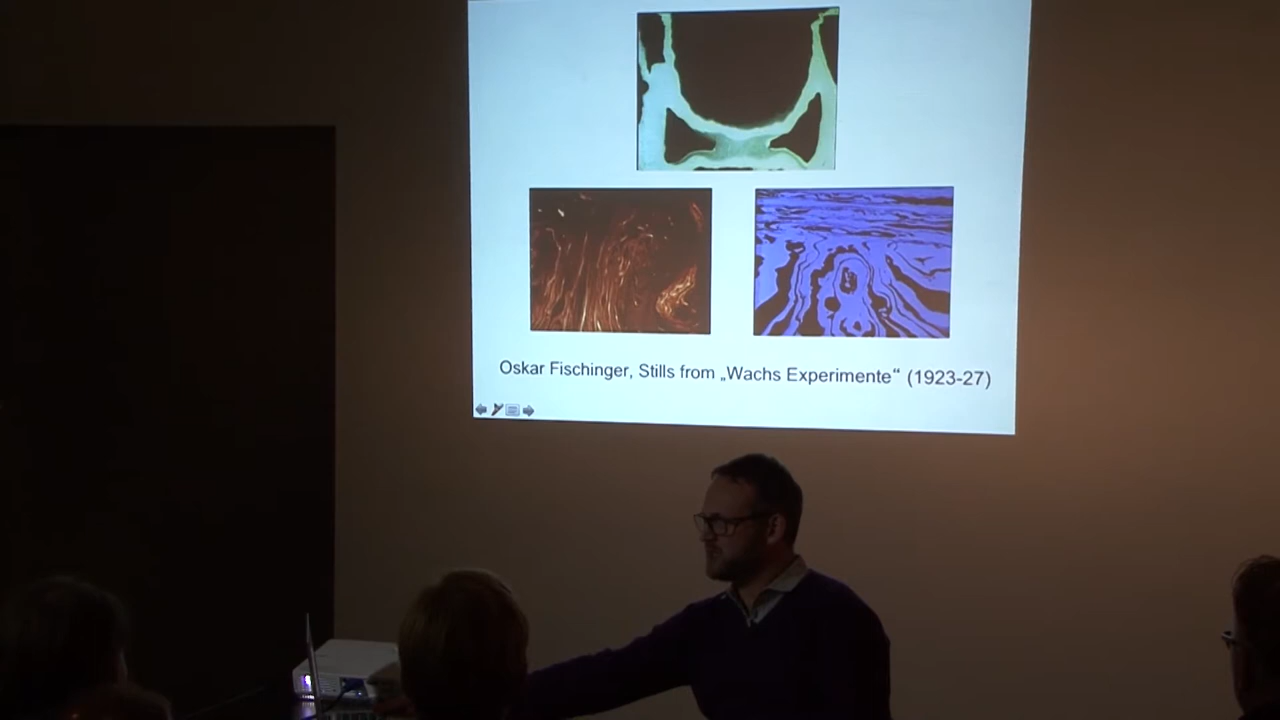 Oskar Fischinger, Stills from „Wachs Experimente“ (1923-27)